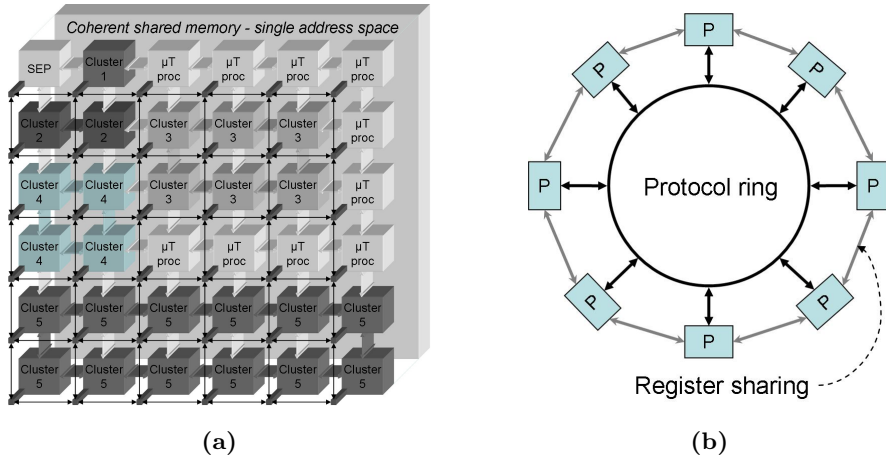 Coherent shared memory - single address space
SEP
Cluster
1
μT
proc
μT
proc
μT
proc
μT
proc
Cluster
2
Cluster
2
Cluster
3
Cluster
3
Cluster
3
μT
proc
Cluster
4
Cluster
4
Cluster
3
Cluster
3
Cluster
3
μT
proc
Cluster
4
Cluster
4
μT
proc
μT
proc
μT
proc
μT
proc
Cluster
5
Cluster
5
Cluster
5
Cluster
5
Cluster
5
Cluster
5
Cluster
5
Cluster
5
Cluster
5
Cluster
5
Cluster
5
Cluster
5
(a)
P
P
P
P
P
P
P
P
Protocol ring
Register sharing
(b)